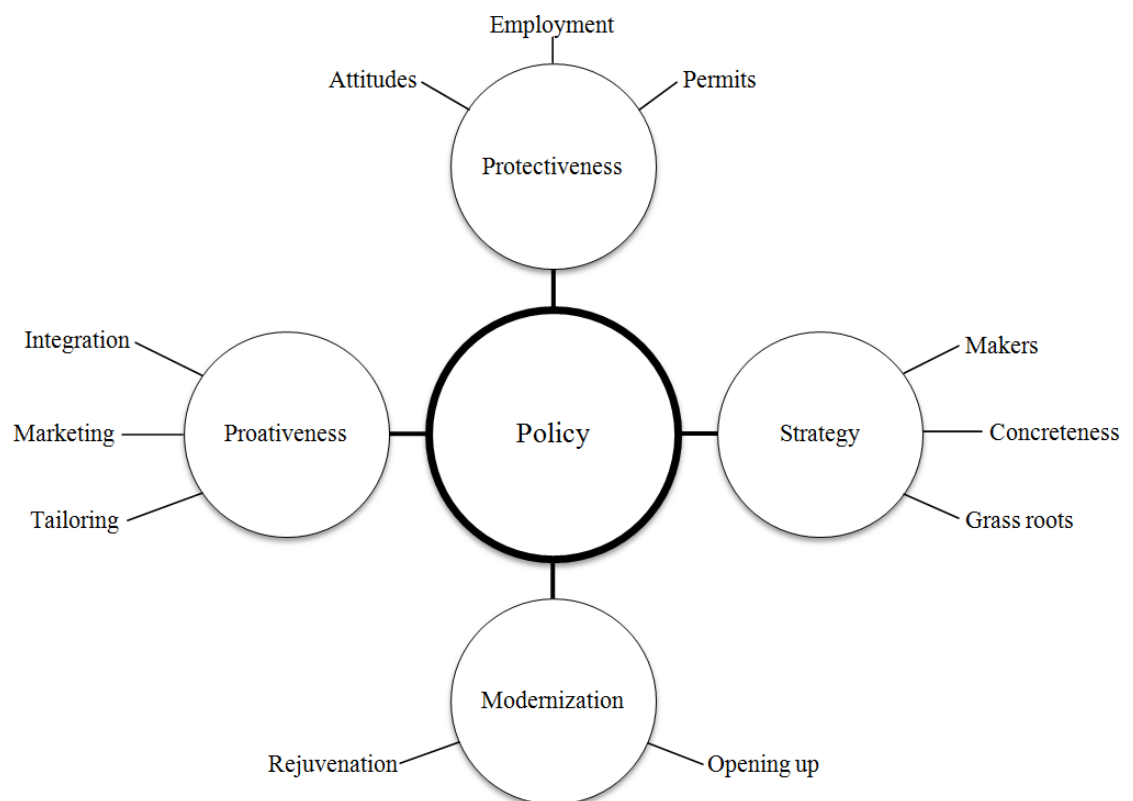 Employment
Attitudes
Permits
Protectiveness
Integration
Makers
Marketing
Proativeness
Policy
Strategy
Concreteness
Tailoring
Grass roots
Modernization
Rejuvenation
Opening up